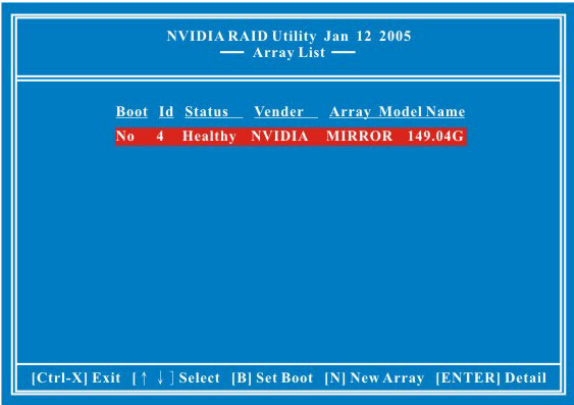 NVIDIA RAID Utility Jan 12 2005
Array List
Boot Id Status Vender Array Model Name
No 4 Healthy NVIDIA MIRROR 149.04G
[Ctrl-X] Exit [↑ ↓] Select [B] Set Boot [N] New Array [ENTER] Detail